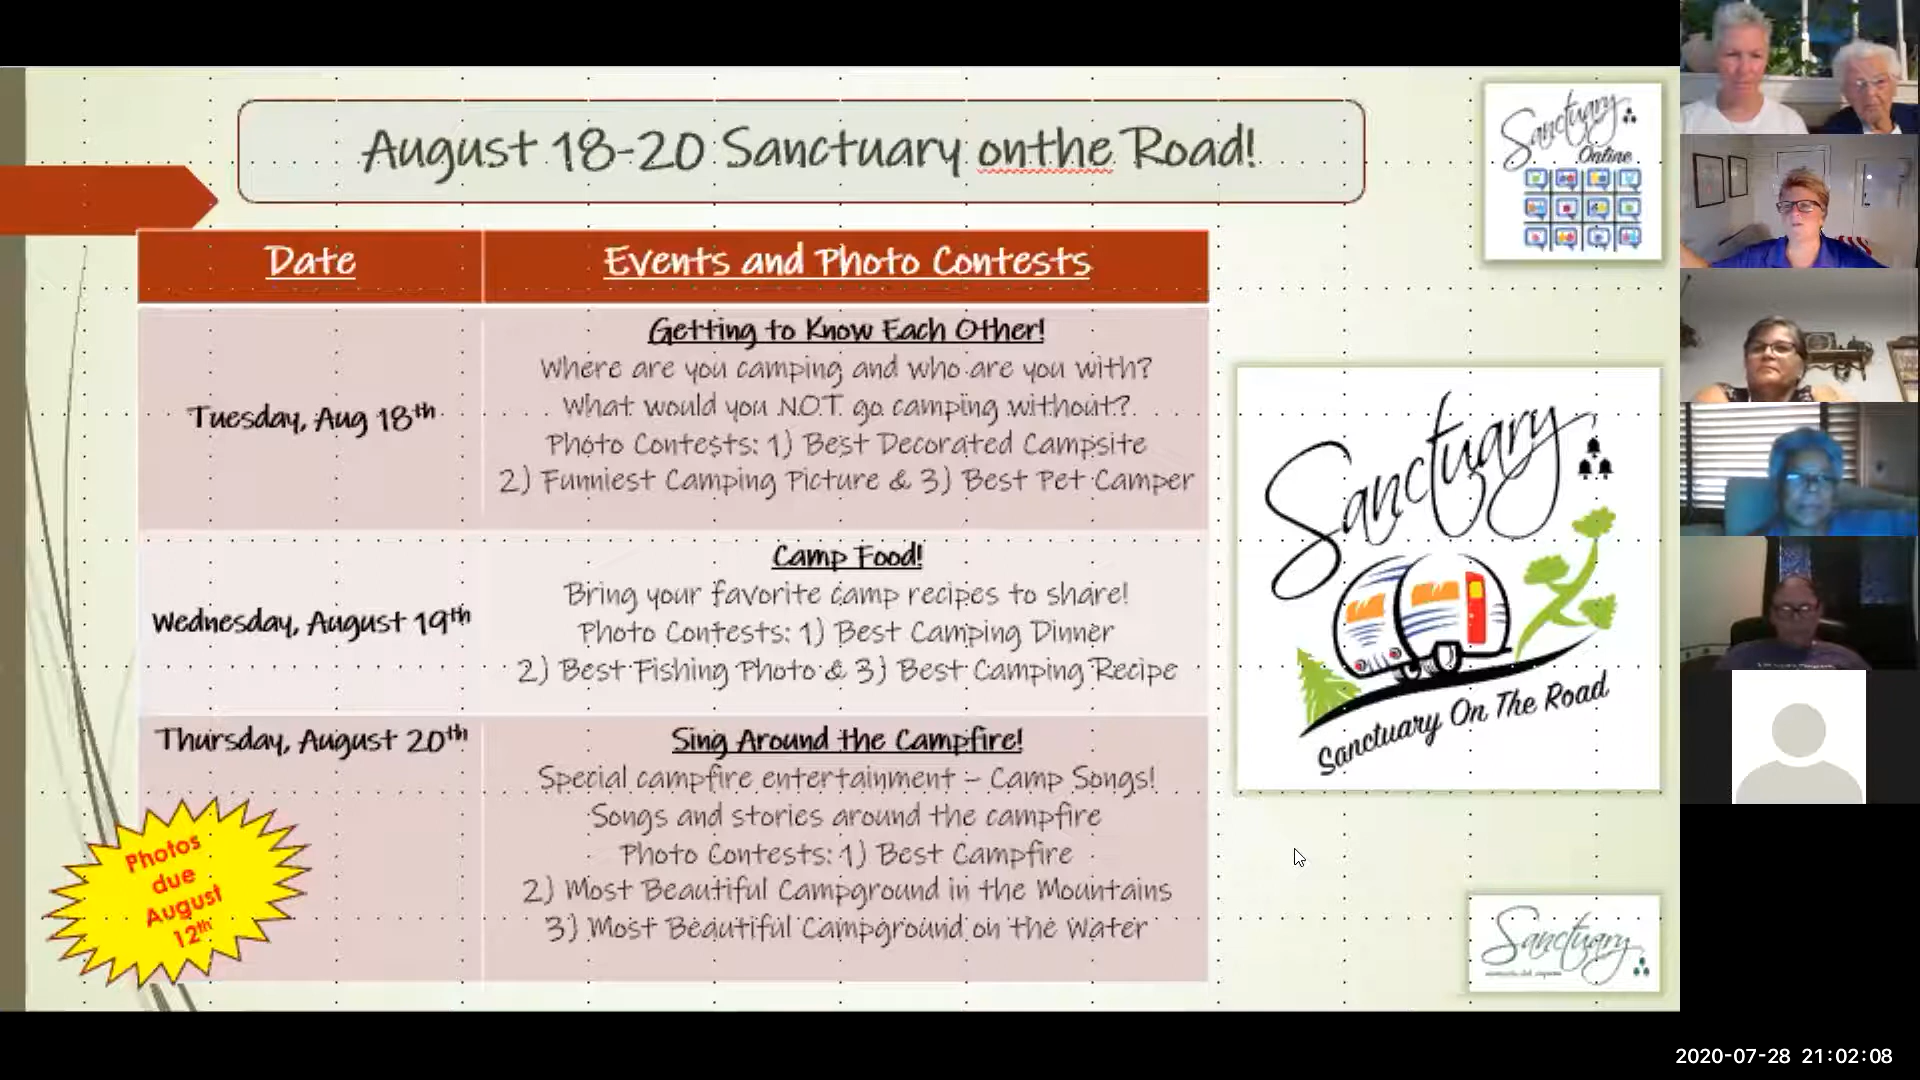 August 18-20 Sanctuary onthe Road!
Sanctuary
Online
Date
Events and Photo Contests
Tuesday, Aug 18th
Getting to Know Each Other!
Where are you camping and who are you with?
What would you NOT go camping without?
Photo Contests: 1) Best Decorated Campsite
2) Funniest Camping Picture & 3) Best Pet Camper
Wednesday, August 19th
Camp Food!
Bring your favorite camp recipes to share!
Photo Contests: 1) Best Camping Dinner
2) Best Fishing Photo & 3) Best Camping Recipe
Thursday, August 20th
Sing Around the Campfire!
Special campfire entertainment – Camp Songs!
Songs and stories around the campfire
Photo Contests: 1) Best Campfire
2) Most Beautiful Campground in the Mountains
3) Most Beautiful Campground on the Water
Photos
due
August
12th
Sanctuary
Sanctuary On The Road
Sanctuary
2020-07-28 21:02:08